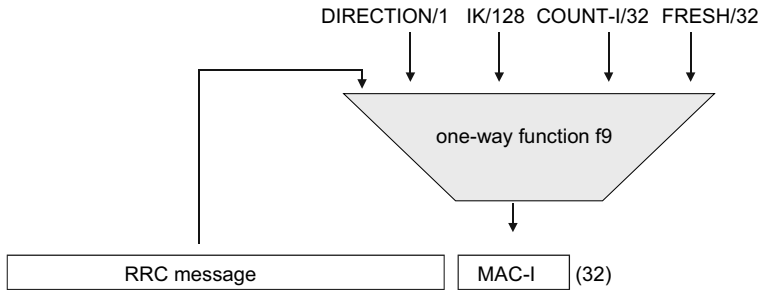 DIRECTION/1 IK/128 COUNT-I/32 FRESH/32
one-way function f9
RRC message MAC-I (32)